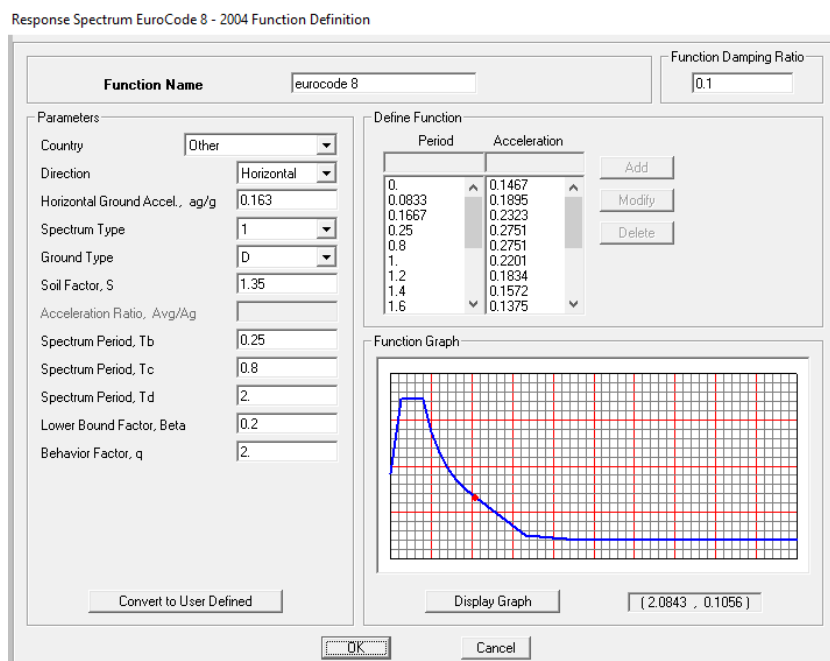 Response Spectrum EuroCode 8 - 2004 Function Definition
Function Damping Ratio
Function Name eurocode 8 0.1
Parameters
Country Other
Direction Horizontal
Horizontal Ground Accel., ag/g 0.163
Spectrum Type 1
Ground Type D
Soil Factor, S 1.35
Acceleration Ratio, Avg/Ag
Spectrum Period, Tb 0.25
Spectrum Period, Tc 0.8
Spectrum Period, Td 2.
Lower Bound Factor, Beta 0.2
Behavior Factor, q 2.
Convert to User Defined
Define Function
Period Acceleration
0. 0.1467
0.0833 0.1895
0.1667 0.2323
0.25 0.2751
0.8 0.2751
1. 0.2201
1.2 0.1834
1.4 0.1572
1.6 0.1375
Add
Modify
Delete
Function Graph
Display Graph (2.0843 , 0.1056)
OK Cancel